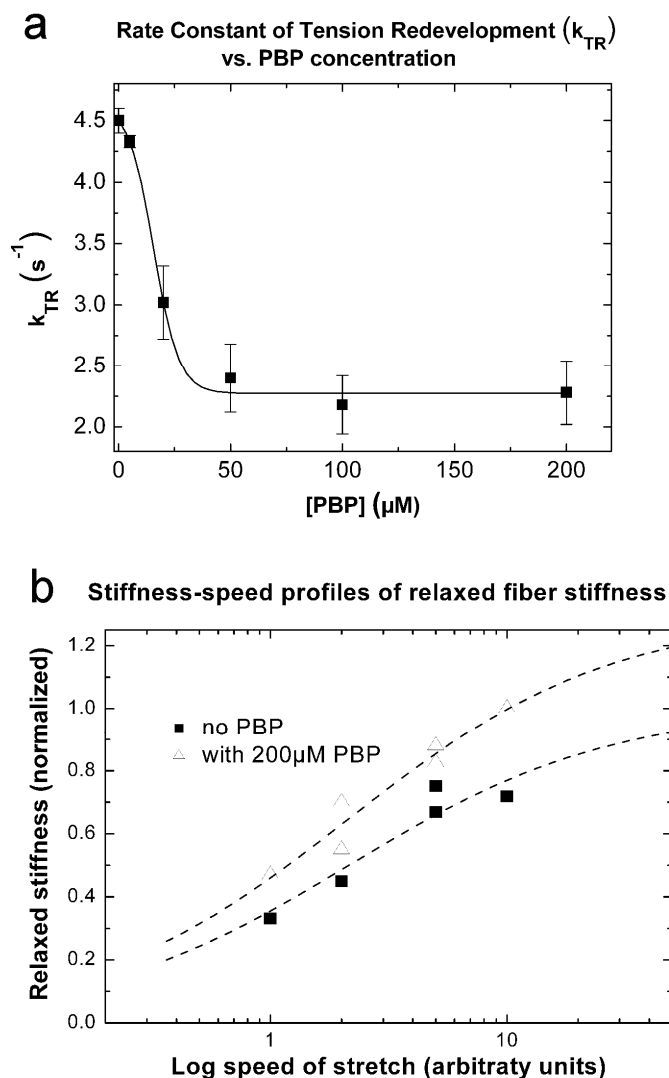 a
Rate Constant of Tension Redevelopment (kTR)
vs. PBP concentration
4.5
4.0
3.5
3.0
2.5
2.0
kTR (s-1)
0
50
100
150
200
[PBP] (µM)
b
Stiffness-speed profiles of relaxed fiber stiffness
1.2
1.0
0.8
0.6
0.4
0.2
0.0
Relaxed stiffness (normalized)
no PBP
with 200µM PBP
1
10
Log speed of stretch (arbitraty units)